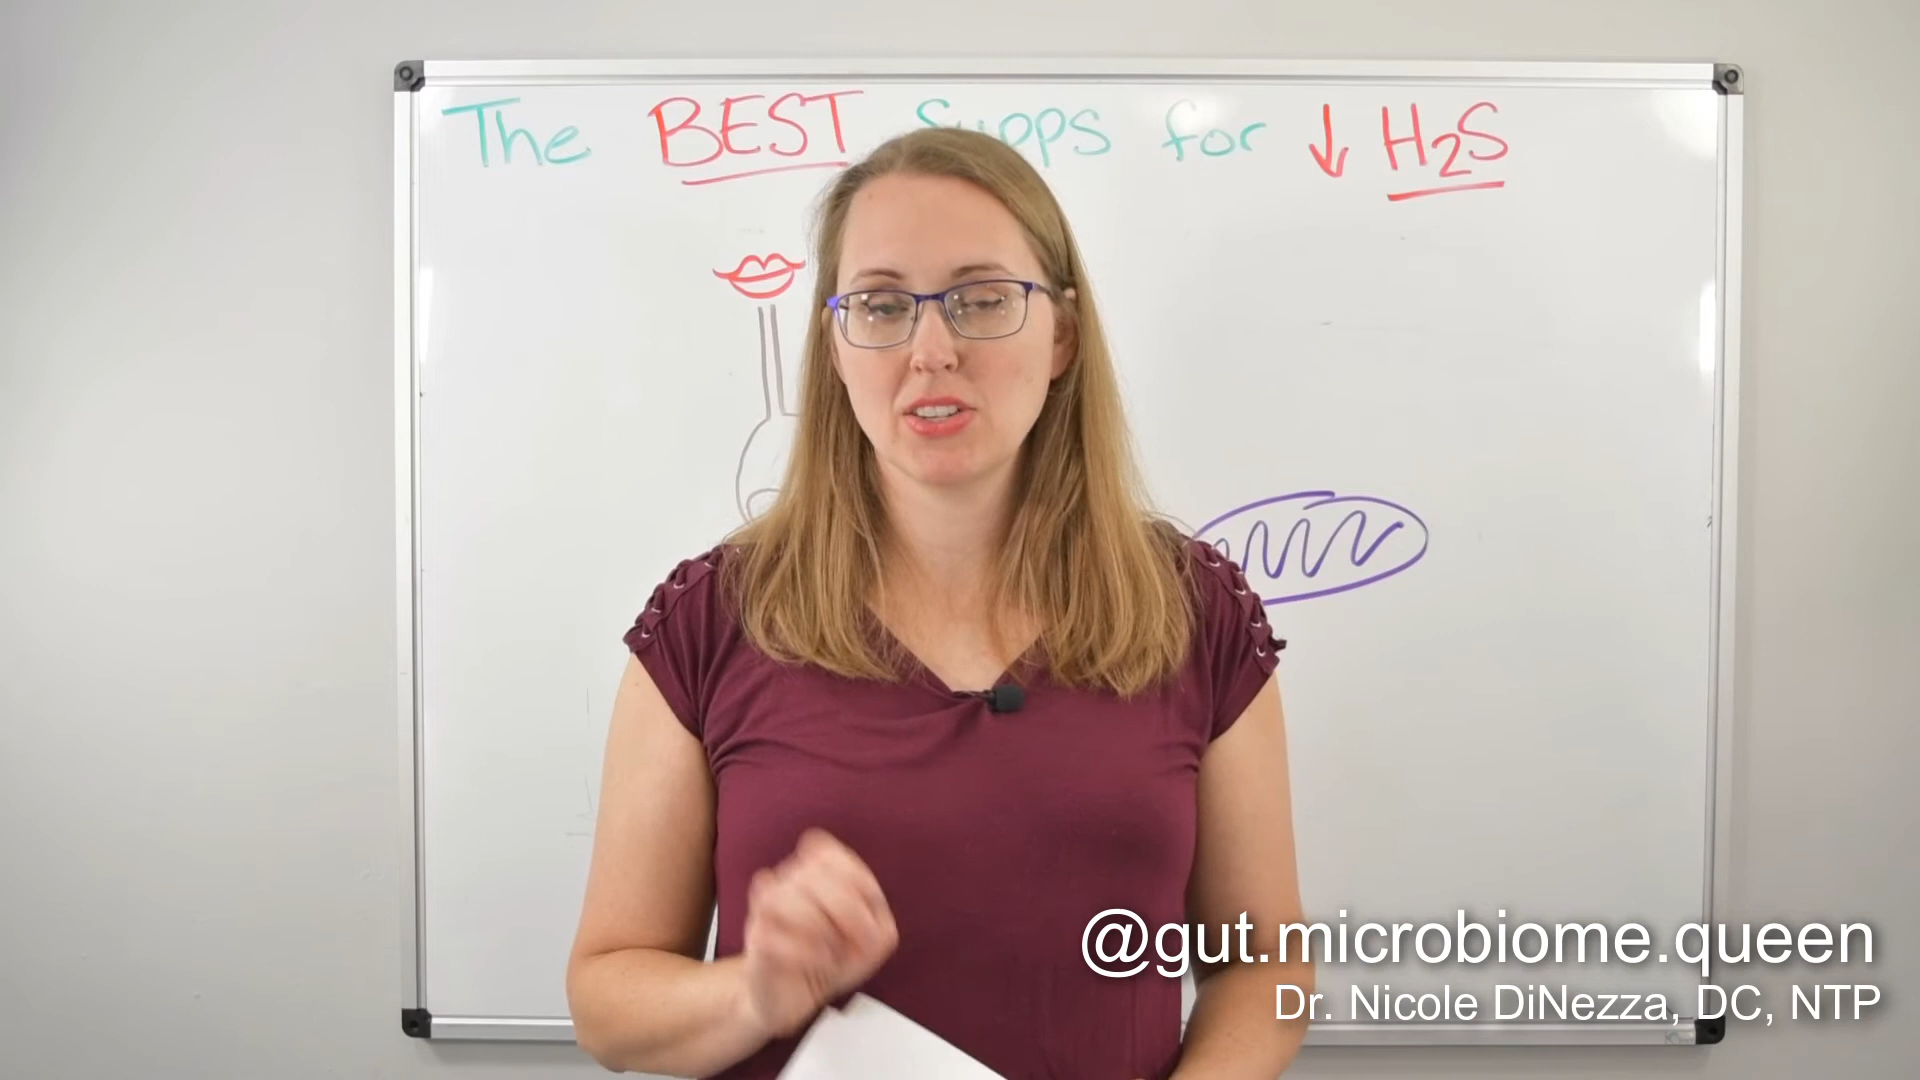 The BEST Supps for ↓ H2S
@gut.microbiome.queen
Dr. Nicole DiNezza, DC, NTP